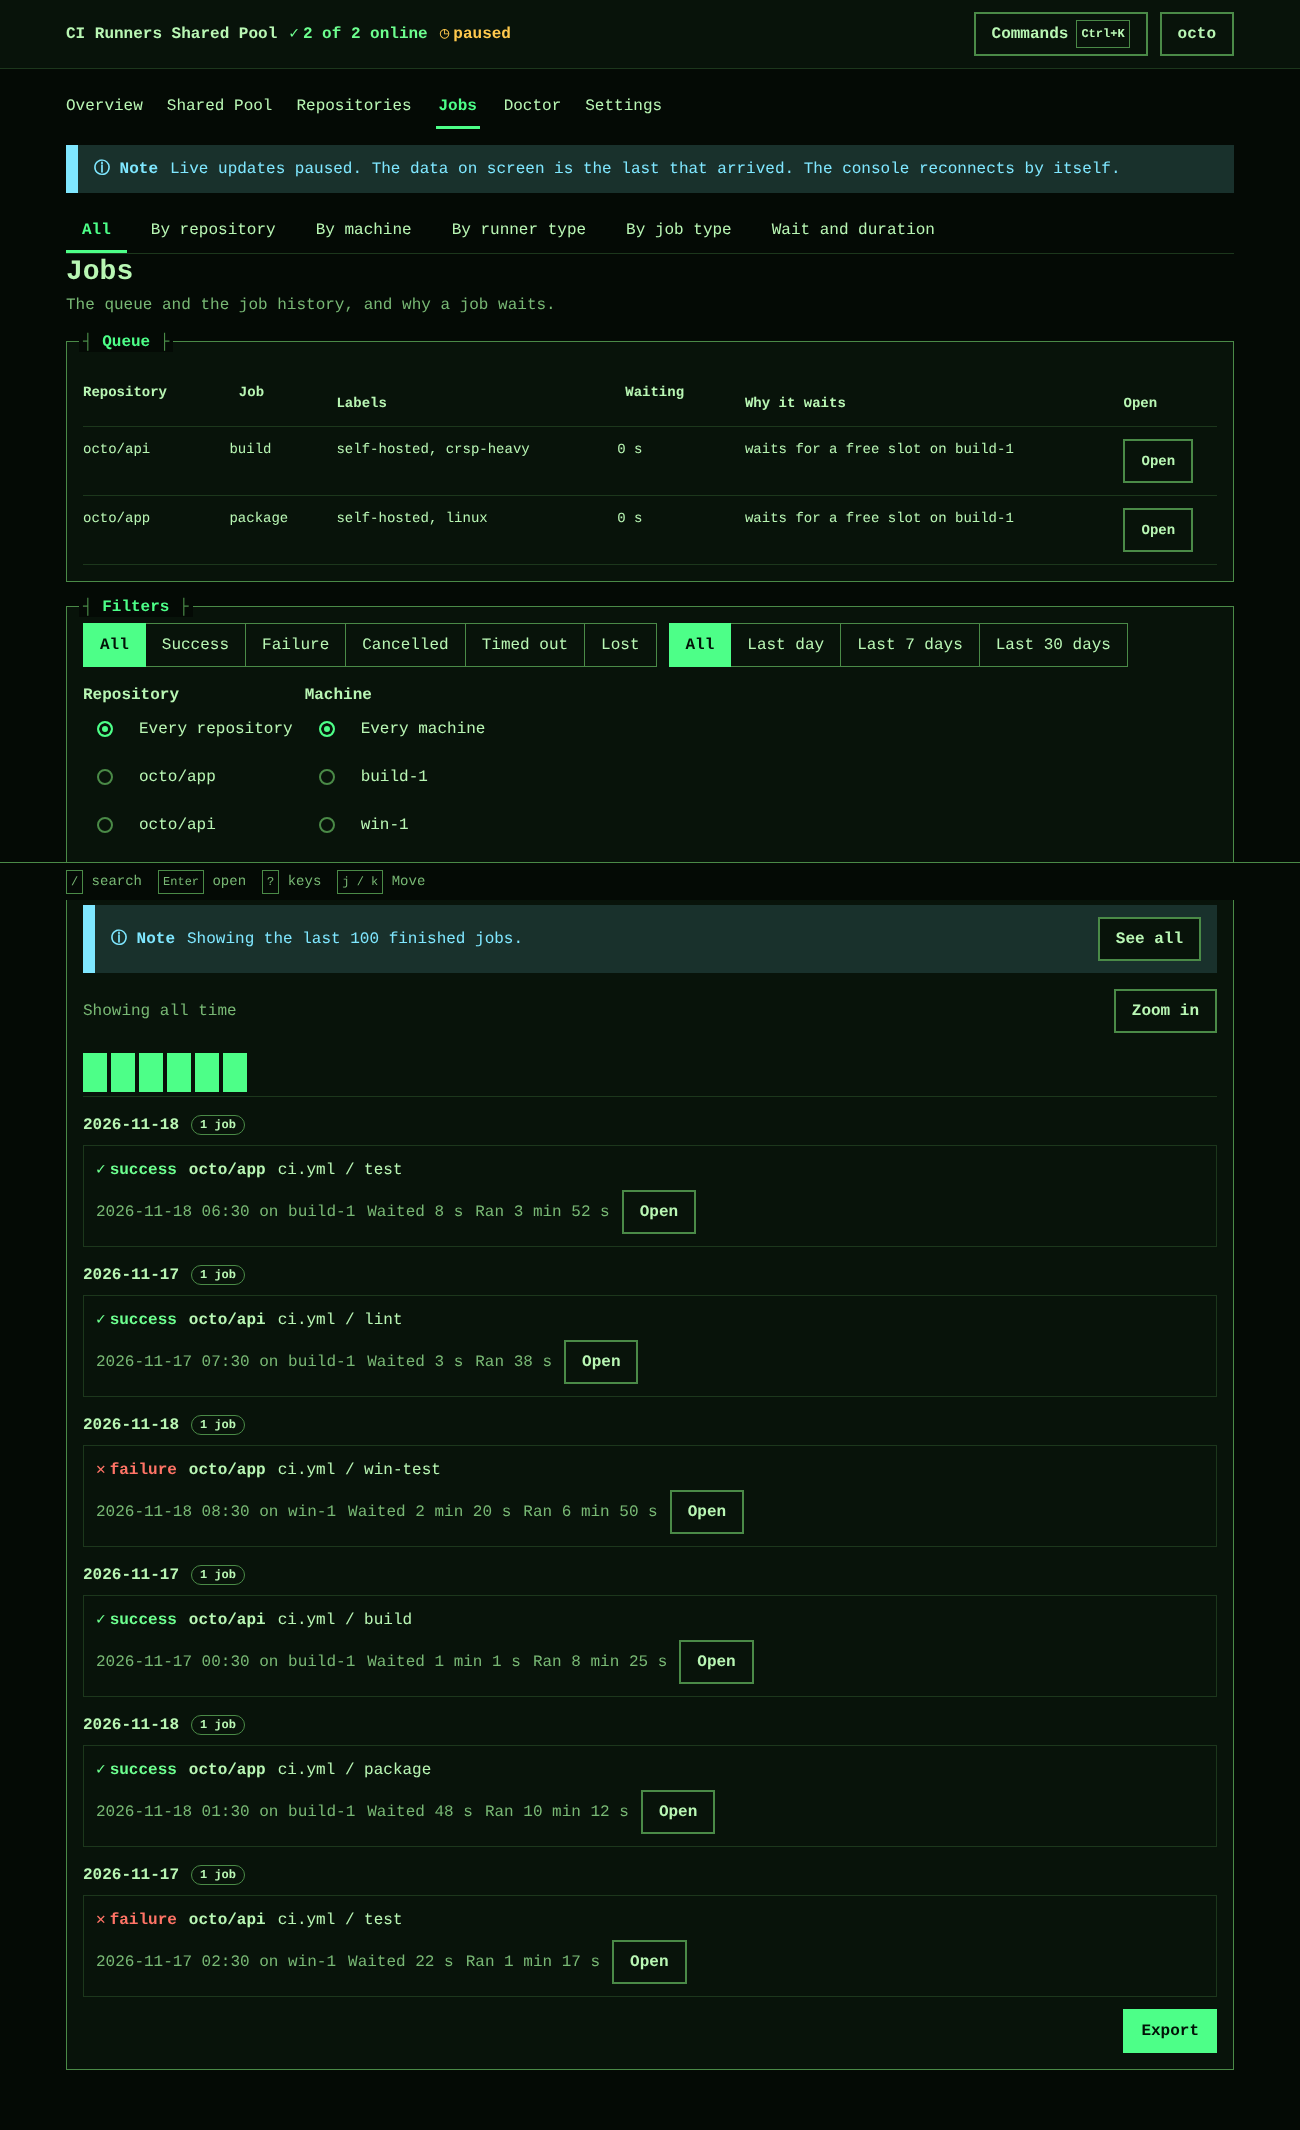 CI Runners Shared Pool ✓ 2 of 2 online ◷ paused Commands Ctrl+K octo
Overview Shared Pool Repositories Jobs Doctor Settings
ⓘ Note Live updates paused. The data on screen is the last that arrived. The console reconnects by itself.
All By repository By machine By runner type By job type Wait and duration
Jobs
The queue and the job history, and why a job waits.
┤ Queue ├
Repository Job Labels Waiting Why it waits Open
octo/api build self-hosted, crsp-heavy 0 s waits for a free slot on build-1 Open
octo/app package self-hosted, linux 0 s waits for a free slot on build-1 Open
┤ Filters ├
All Success Failure Cancelled Timed out Lost All Last day Last 7 days Last 30 days
Repository Machine
Every repository Every machine
octo/app build-1
octo/api win-1
/ search Enter open ? keys j / k Move
ⓘ Note Showing the last 100 finished jobs. See all
Showing all time Zoom in
2026-11-18 1 job
✓ success octo/app ci.yml / test
2026-11-18 06:30 on build-1 Waited 8 s Ran 3 min 52 s Open
2026-11-17 1 job
✓ success octo/api ci.yml / lint
2026-11-17 07:30 on build-1 Waited 3 s Ran 38 s Open
2026-11-18 1 job
✕ failure octo/app ci.yml / win-test
2026-11-18 08:30 on win-1 Waited 2 min 20 s Ran 6 min 50 s Open
2026-11-17 1 job
✓ success octo/api ci.yml / build
2026-11-17 00:30 on build-1 Waited 1 min 1 s Ran 8 min 25 s Open
2026-11-18 1 job
✓ success octo/app ci.yml / package
2026-11-18 01:30 on build-1 Waited 48 s Ran 10 min 12 s Open
2026-11-17 1 job
✕ failure octo/api ci.yml / test
2026-11-17 02:30 on win-1 Waited 22 s Ran 1 min 17 s Open
Export